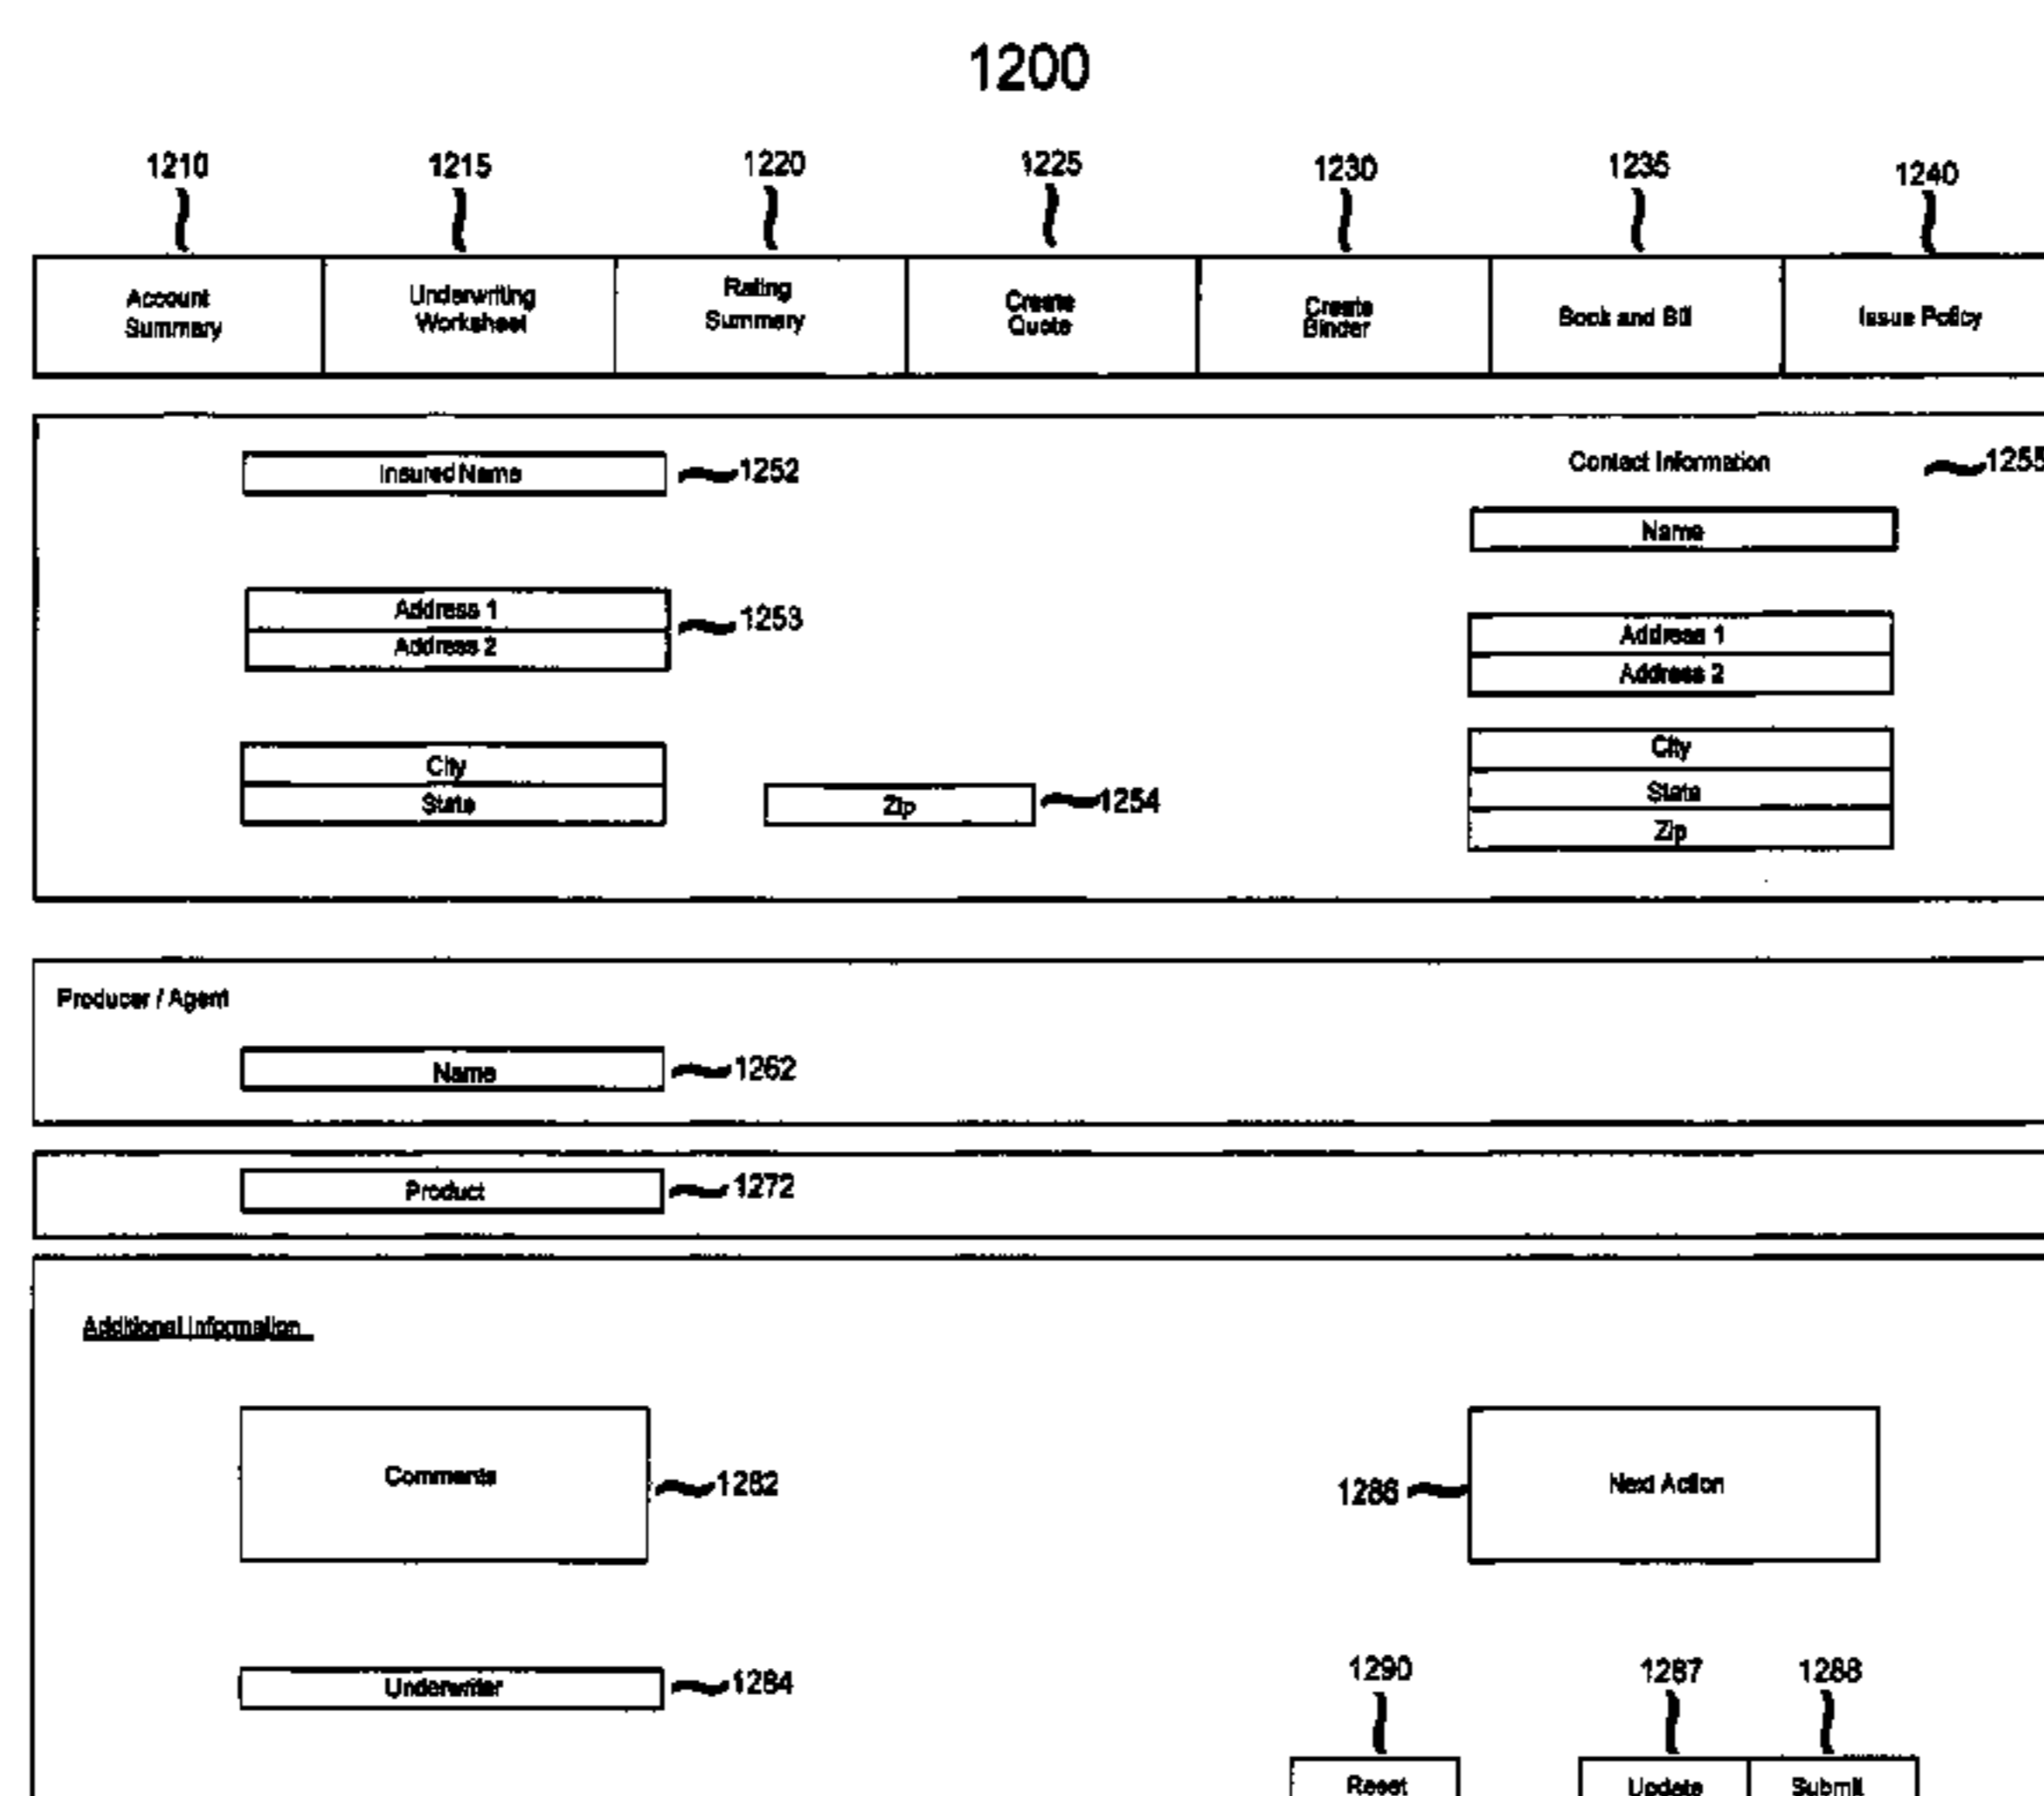 1200
1210 1215 1220 1225 1230 1235 1240
Account Underwriting Rating Create Create Book and Bill Issue Policy
Summary Worksheet Summary Quote Binder
Insured Name 1252 Contact Information 1255
Name
Address 1 1253 Address 1
Address 2 Address 2
City City
State Zip 1254 State
Zip
Producer / Agent
Name 1262
Product 1272
Additional Information
Comments 1282 1286 Next Action
Underwriter 1284 1290 1287 1288
Reset Update Submit